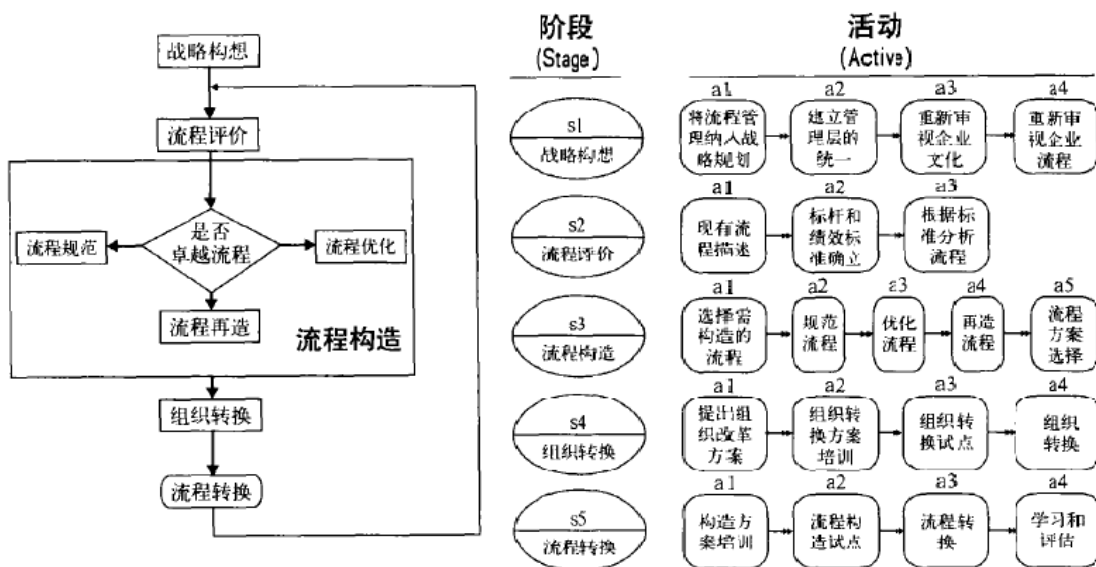 战略构想
流程评价
是否
卓越流程
流程规范
流程优化
流程再造
流程构造
组织转换
流程转换
阶段
(Stage)
活动
(Active)
s1
战略构想
a1
将流程管
理纳入战
略规划
a2
建立管
理层的
统一
a3
重新审
视企业
文化
a4
重新审
视企业
流程
s2
流程评价
a1
现有流
程描述
a2
标杆和
绩效标
准确立
a3
根据标
准分析
流程
s3
流程构造
a1
选择需
构造的
流程
a2
规范
流程
a3
优化
流程
a4
再造
流程
a5
流程
方案
选择
s4
组织转换
a1
提出组
织改革
方案
a2
组织转
换方案
培训
a3
组织转
换试点
a4
组织
转换
s5
流程转换
a1
构造方
案培训
a2
流程构
造试点
a3
流程转
换
a4
学习和
评估